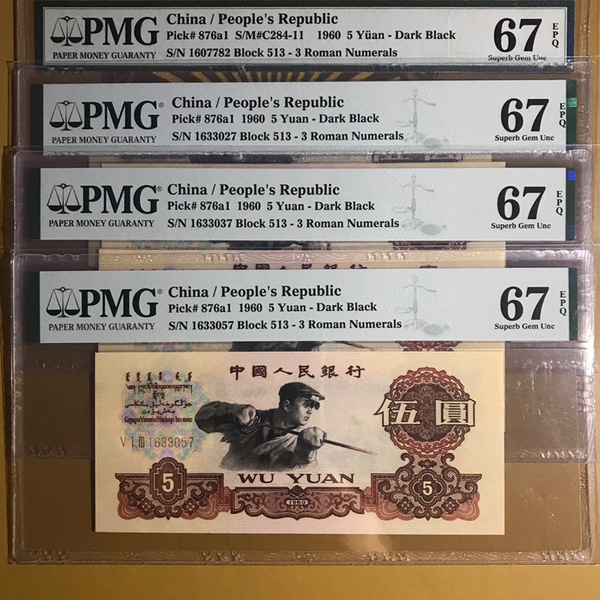 PMG
PAPER MONEY GUARANTY
China / People's Republic
Pick# 876a1 S/M#C284-11 1960 5 Yüan - Dark Black
S/N 1607782 Block 513 - 3 Roman Numerals
67 EPQ
Superb Gem Unc
PMG®
PAPER MONEY GUARANTY
China / People's Republic
Pick# 876a1 1960 5 Yuan - Dark Black
S/N 1633027 Block 513 - 3 Roman Numerals
67 EPQ
Superb Gem Unc
PMG®
PAPER MONEY GUARANTY
China / People's Republic
Pick# 876a1 1960 5 Yuan - Dark Black
S/N 1633037 Block 513 - 3 Roman Numerals
67 EPQ
Superb Gem Unc
PMG®
PAPER MONEY GUARANTY
China / People's Republic
Pick# 876a1 1960 5 Yuan - Dark Black
S/N 1633057 Block 513 - 3 Roman Numerals
67 EPQ
Superb Gem Unc
中國人民銀行
伍圓
V I III 1633057
5
WU YUAN
1960
5